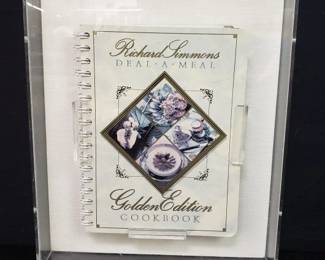 Richard Simmons
DEAL·A·MEAL
Golden Edition
COOKBOOK